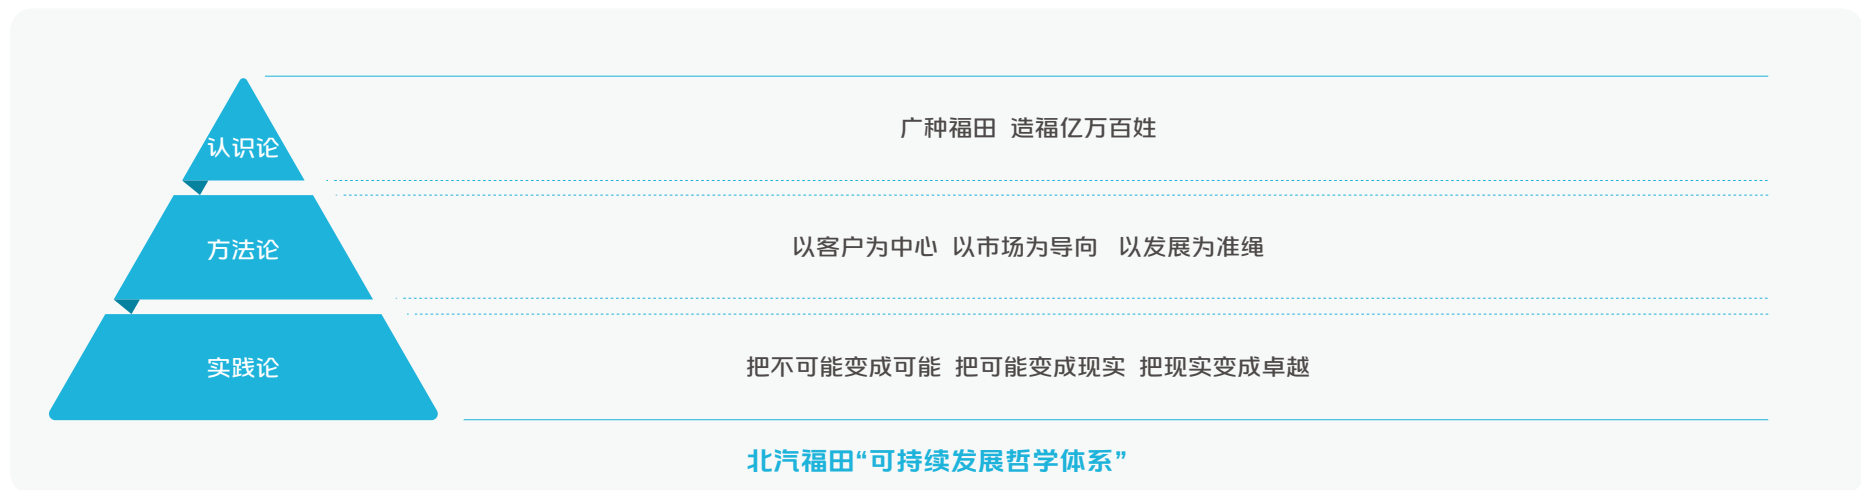 认识论
广种福田 造福亿万百姓
方法论
以客户为中心 以市场为导向 以发展为准绳
实践论
把不可能变成可能 把可能变成现实 把现实变成卓越
北汽福田“可持续发展哲学体系”